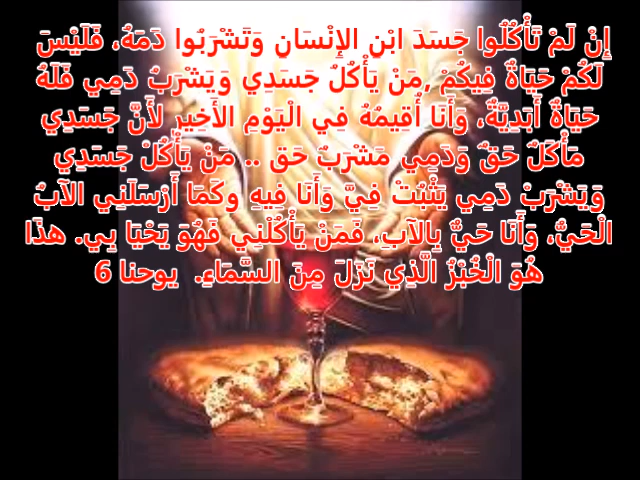 إِنْ لَمْ تَأْكُلُوا جَسَدَ ابْنِ الإِنْسَانِ وَتَشْرَبُوا دَمَهُ، فَلَيْسَ
لَكُمْ حَيَاةٌ فِيكُمْ ,مَنْ يَأْكُلُ جَسَدِي وَيَشْرَبُ دَمِي فَلَهُ
حَيَاةٌ أَبَدِيَّةٌ، وَأَنَا أُقِيمُهُ فِي الْيَوْمِ الأَخِيرِ لأَنَّ جَسَدِي
مَأْكَلٌ حَقٌ وَدَمِي مَشْرَبٌ حَق .. مَنْ يَأْكُلْ جَسَدِي
وَيَشْرَبْ دَمِي يَثْبُتْ فِيَّ وَأَنَا فِيهِ وكَمَا أَرْسَلَنِي الآبُ
الْحَيُّ، وَأَنَا حَيٌّ بِالآبِ، فَمَنْ يَأْكُلْنِي فَهُوَ يَحْيَا بِي. هذَا
هُوَ الْخُبْزُ الَّذِي نَزَلَ مِنَ السَّمَاءِ. يوحنا 6